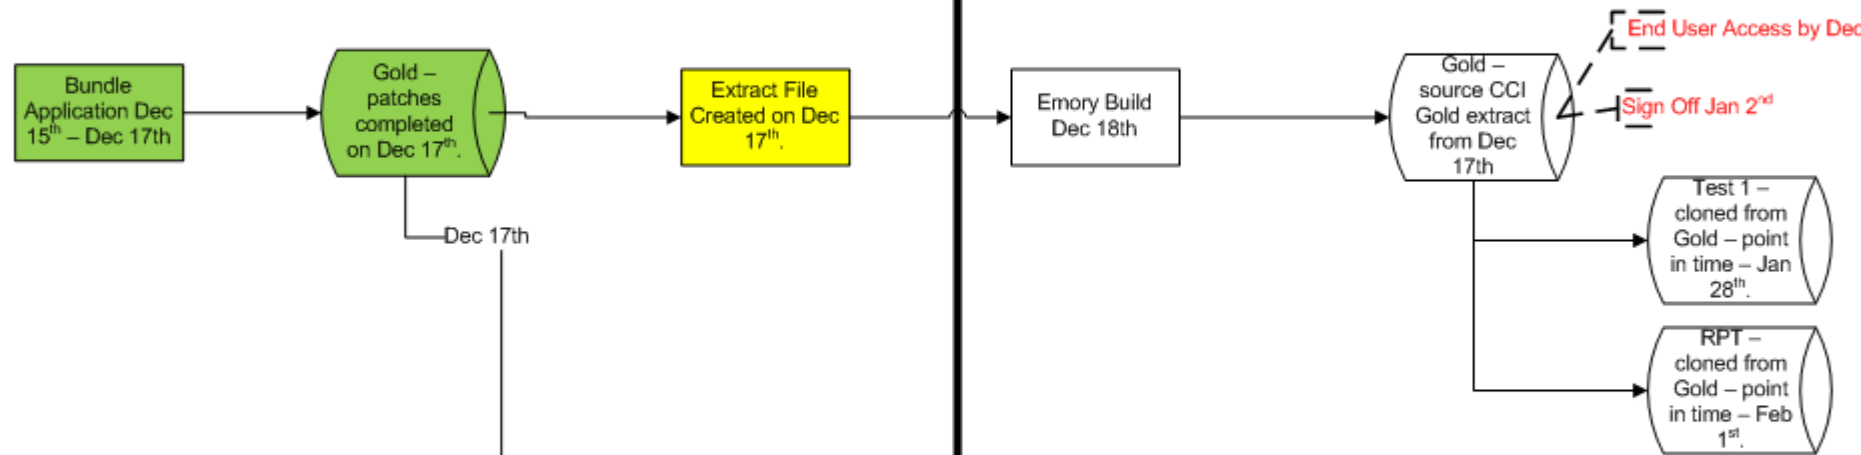 Bundle
Application Dec
15th – Dec 17th
Gold –
patches
completed
on Dec 17th.
Dec 17th
Extract File
Created on Dec
17th.
Emory Build
Dec 18th
Gold –
source CCI
Gold extract
from Dec
17th
End User Access by Dec
Sign Off Jan 2nd
Test 1 –
cloned from
Gold – point
in time – Jan
28th.
RPT –
cloned from
Gold – point
in time – Feb
1st.